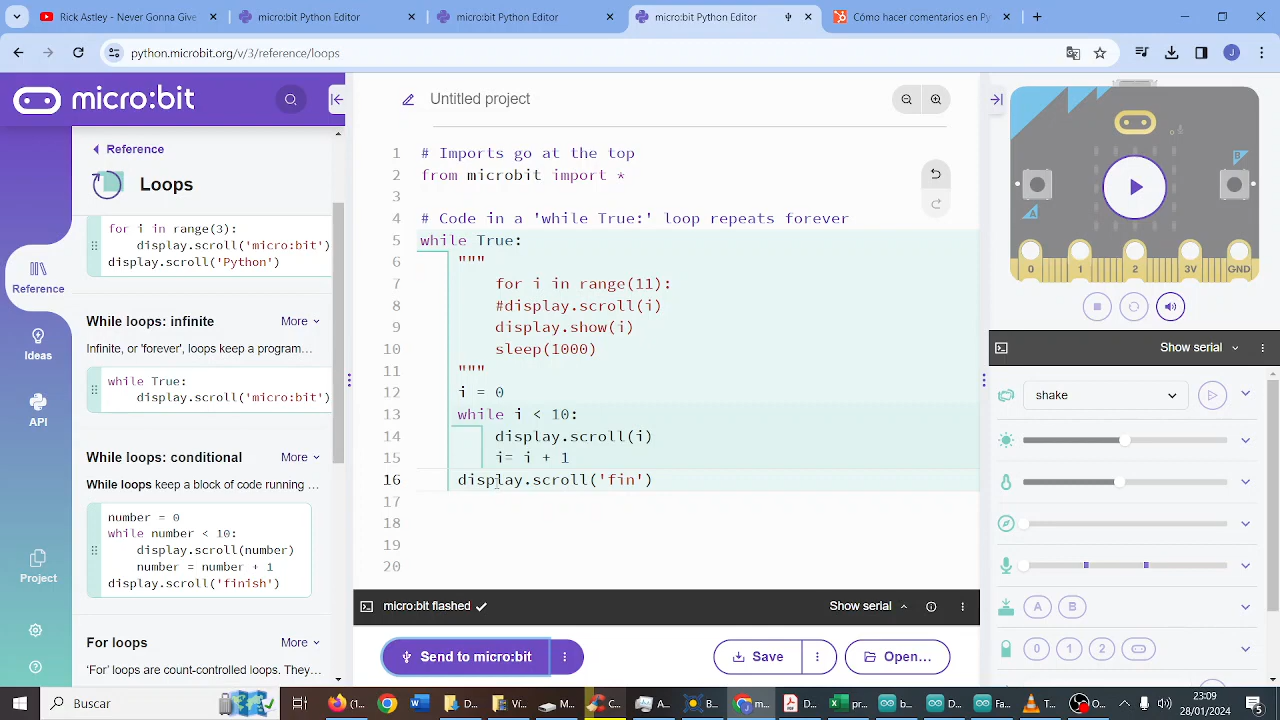 Rick Astley - Gonna Give
microbit Python Editor
microbit Python Editor
microbit Python Edi
Cómo hacer comentarios en Py
python.microbit.org/v/3/reference/loops
J
micro:bit
Untitled project
Reference
Loops
for i in range(3):
display.scroll('micro:bit')
display.scroll('Python')
While loops: infinite
More
Infinite, or 'forever', loops keep a program…
while True:
display.scroll('micro:bit')
While loops: conditional
More
Use a while loop to keep a block of code running …
number = 0
while number < 10:
display.scroll(number)
number = number + 1
display.scroll('finish')
For loops
More
'For' loops are count-controlled loops. They
Reference
Ideas
API
Project
1 # Imports go at the top
2 from microbit import *
3
4 # Code in a 'while True:' loop repeats forever
5 while True:
6 """
7 for i in range(11):
8 #display.scroll(i)
9 display.show(i)
10 sleep(1000)
11 """
12 i = 0
13 while i < 10:
14 display.scroll(i)
15 i= i + 1
16 display.scroll('fin')
17
18
19
20
micro:bit flashed
Show serial
Send to micro:bit
Save
Open...
A
B
0 1 2 3V GND
Show serial
shake
A B
0 1 2
Buscar
F…
W
D…
D…
A…
B…
m…
D…
pr…
b
D…
Fa…
23:09
28/01/2024